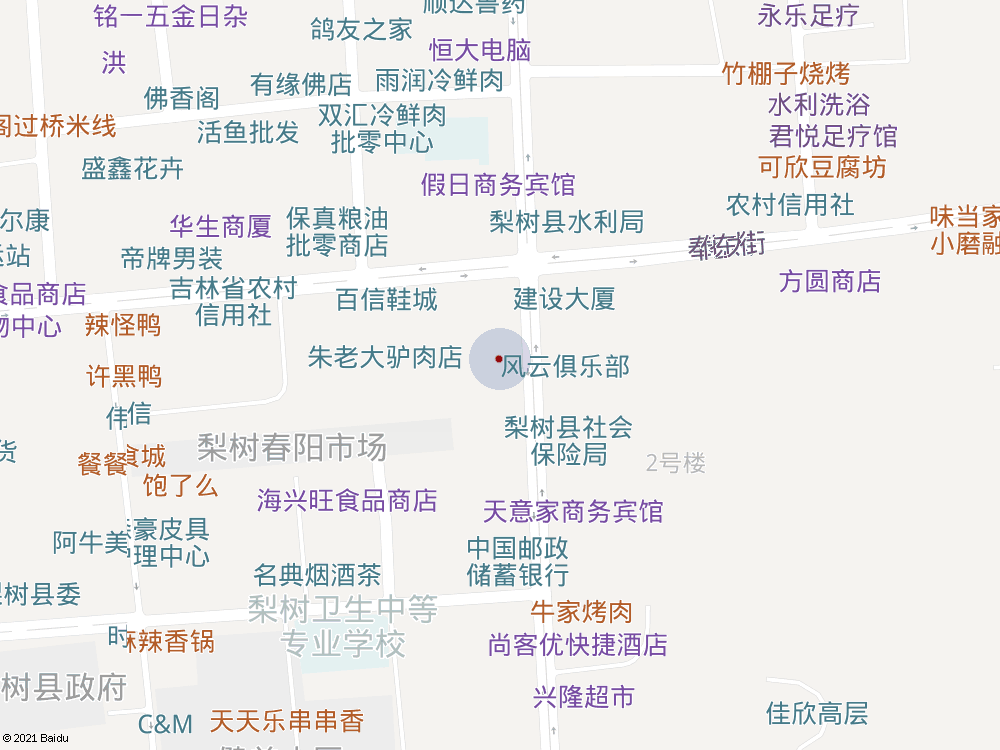 铭一五金日杂
鸽友之家
顺达兽药
永乐足疗
洪
恒大电脑
有缘佛店
雨润冷鲜肉
竹棚子烧烤
佛香阁
双汇冷鲜肉
批零中心
水利洗浴
阁过桥米线
活鱼批发
君悦足疗馆
盛鑫花卉
可欣豆腐坊
假日商务宾馆
农村信用社
尔康
华生商厦
保真粮油
批零商店
梨树县水利局
味当家
小磨融
帝牌男装
方圆商店
食品商店
吉林省农村
信用社
百信鞋城
建设大厦
物中心
辣怪鸭
朱老大驴肉店
风云俱乐部
许黑鸭
信
梨树县社会
保险局
梨树春阳市场
货
餐餐
食城
2号楼
饱了么
海兴旺食品商店
天意家商务宾馆
豪皮具
护理中心
阿牛美
中国邮政
储蓄银行
名典烟酒茶
梨树县委
梨树卫生中等
专业学校
牛家烤肉
时
麻辣香锅
尚客优快捷酒店
梨树县政府
兴隆超市
C&M
天天乐串串香
佳欣高层
© 2021 Baidu